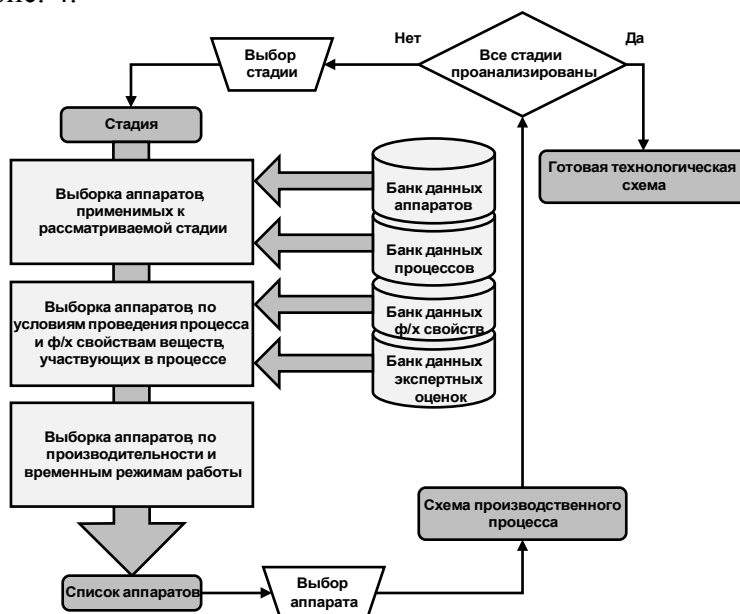 Нет
Да
Выбор
стадии
Все стадии
проанализированы
Стадия
Готовая технологическая
схема
Выборка аппаратов,
применимых к
рассматриваемой стадии
Банк данных
аппаратов
Банк данных
процессов
Выборка аппаратов, по
условиям проведения процесса
и ф/х свойствам веществ,
участвующих в процессе
Банк данных
ф/х свойств
Банк данных
экспертных
оценок
Выборка аппаратов, по
производительности и
временным режимам работы
Схема производственного
процесса
Список аппаратов
Выбор
аппарата